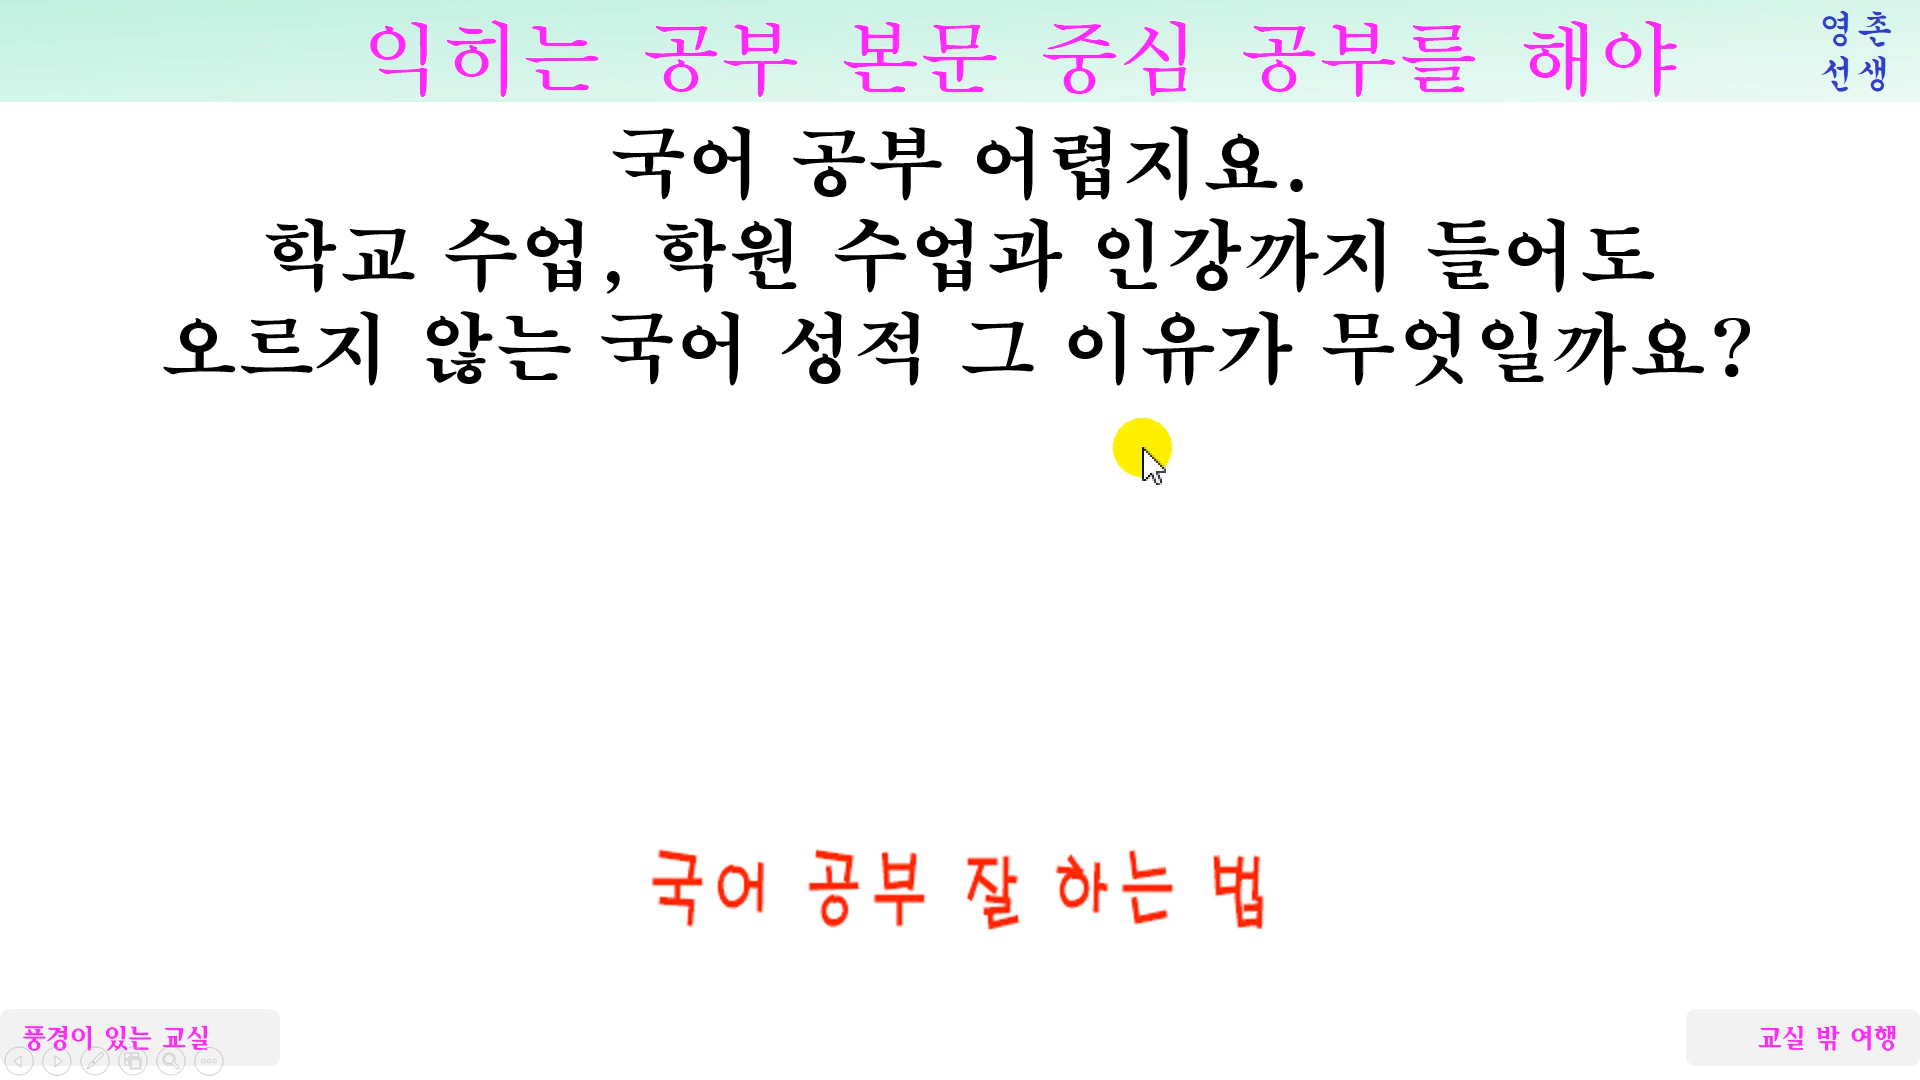 익히는 공부 본문 중심 공부를 해야
영촌
선생
국어 공부 어렵지요.
학교 수업, 학원 수업과 인강까지 들어도
오르지 않는 국어 성적 그 이유가 무엇일까요?
국어 공부 잘 하는 법
풍경이 있는 교실
교실 밖 여행